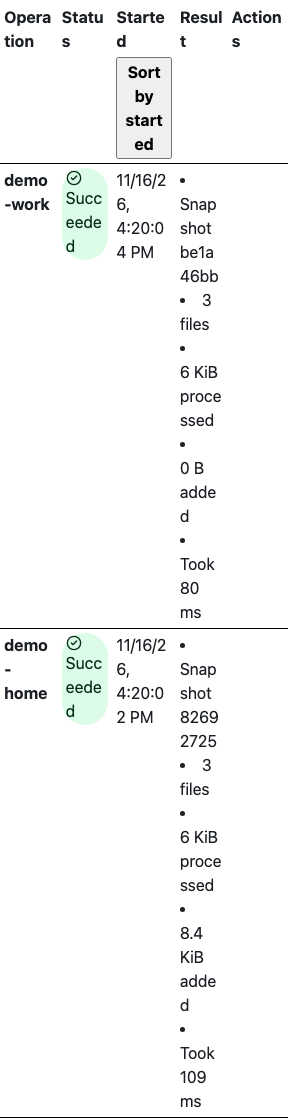 Opera
tion
Statu
s
Starte
d
Sort
by
start
ed
Resul
t
Action
s
demo
-work
Succ
eede
d
11/16/2
6,
4:20:0
4 PM
•
Snap
shot
be1a
46bb
• 3
files
•
6 KiB
proce
ssed
•
0 B
adde
d
•
Took
80
ms
demo
-
home
Succ
eede
d
11/16/2
6,
4:20:0
2 PM
•
Snap
shot
8269
2725
• 3
files
•
6 KiB
proce
ssed
•
8.4
KiB
adde
d
•
Took
109
ms